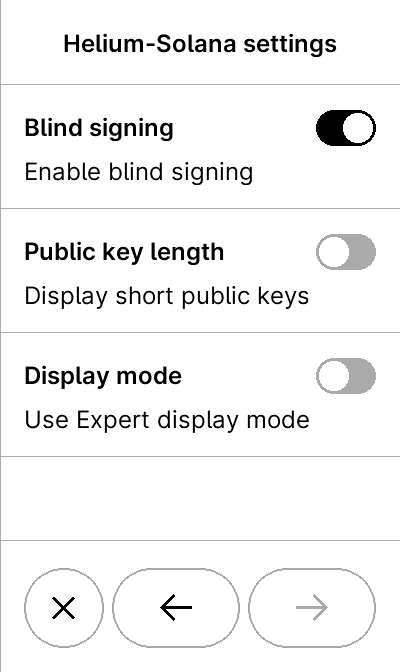 Helium-Solana settings
Blind signing
Enable blind signing
Public key length
Display short public keys
Display mode
Use Expert display mode